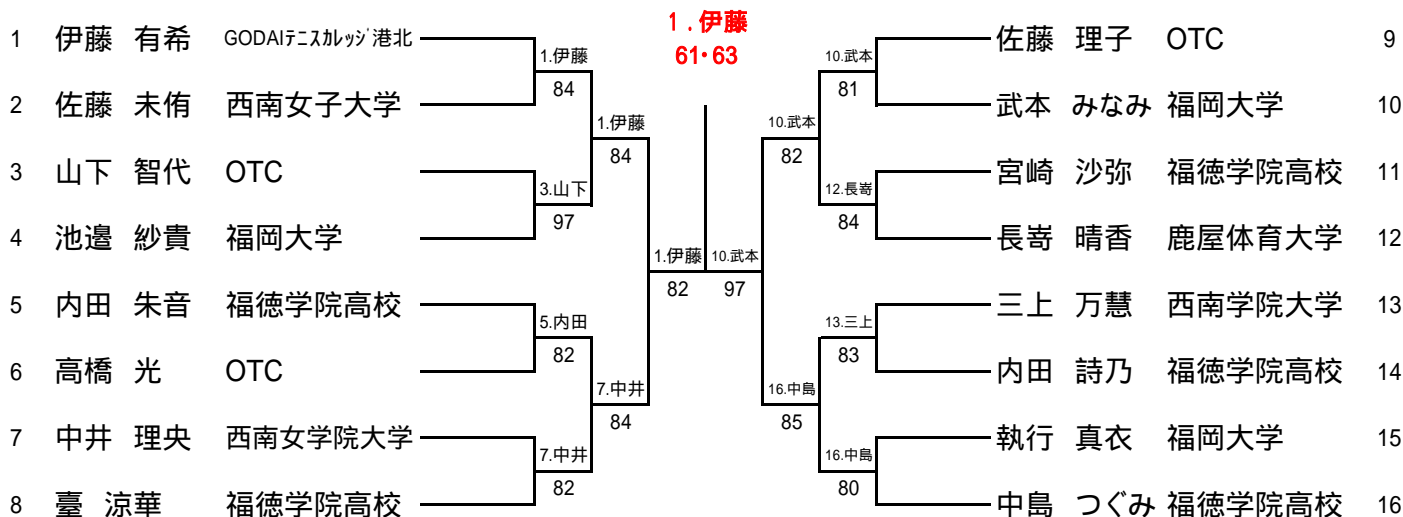 1.伊藤
61・63
1 伊藤 有希 GODAIテニスカレッジ港北
2 佐藤 未侑 西南女子大学
3 山下 智代 OTC
4 池邉 紗貴 福岡大学
5 内田 朱音 福徳学院高校
6 高橋 光 OTC
7 中井 理央 西南女学院大学
8 臺 涼華 福徳学院高校
1.伊藤
84
3.山下
97
5.内田
82
7.中井
82
1.伊藤
84
7.中井
84
1.伊藤
82
10.武本
97
10.武本
82
16.中島
85
10.武本
81
12.長嵜
84
13.三上
83
16.中島
80
佐藤 理子 OTC 9
武本 みなみ 福岡大学 10
宮崎 沙弥 福徳学院高校 11
長嵜 晴香 鹿屋体育大学 12
三上 万慧 西南学院大学 13
内田 詩乃 福徳学院高校 14
執行 真衣 福岡大学 15
中島 つぐみ 福徳学院高校 16